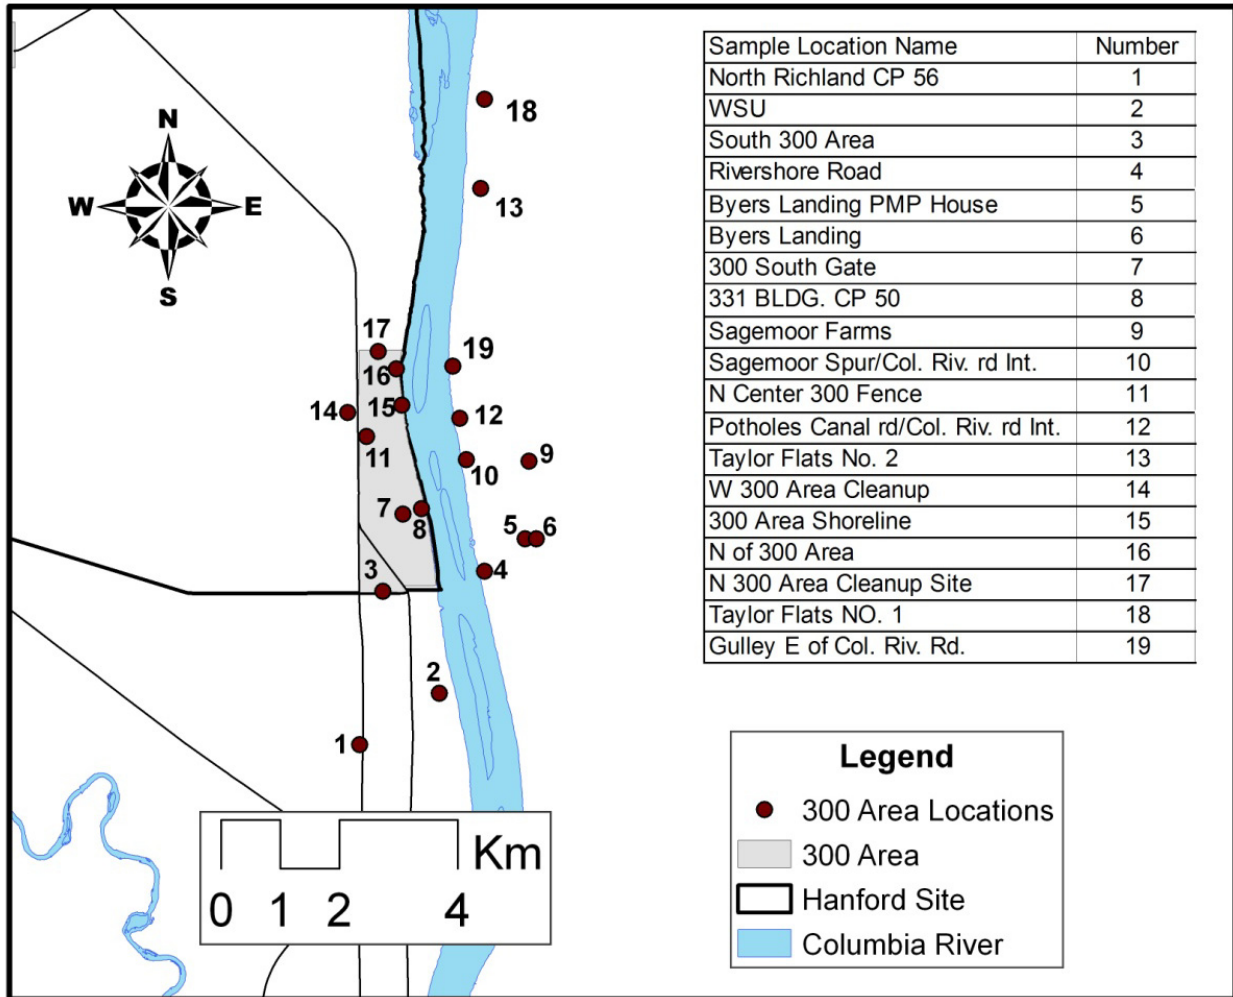 Sample Location Name Number
North Richland CP 56 1
WSU 2
South 300 Area 3
Rivershore Road 4
Byers Landing PMP House 5
Byers Landing 6
300 South Gate 7
331 BLDG. CP 50 8
Sagemoor Farms 9
Sagemoor Spur/Col. Riv. rd Int. 10
N Center 300 Fence 11
Potholes Canal rd/Col. Riv. rd Int. 12
Taylor Flats No. 2 13
W 300 Area Cleanup 14
300 Area Shoreline 15
N of 300 Area 16
N 300 Area Cleanup Site 17
Taylor Flats NO. 1 18
Gulley E of Col. Riv. Rd. 19
N
W E
S
18
13
17
19
16
14
15
12
11
10
9
7
8
5
6
4
3
2
1
Km
0 1 2 4
Legend
300 Area Locations
300 Area
Hanford Site
Columbia River